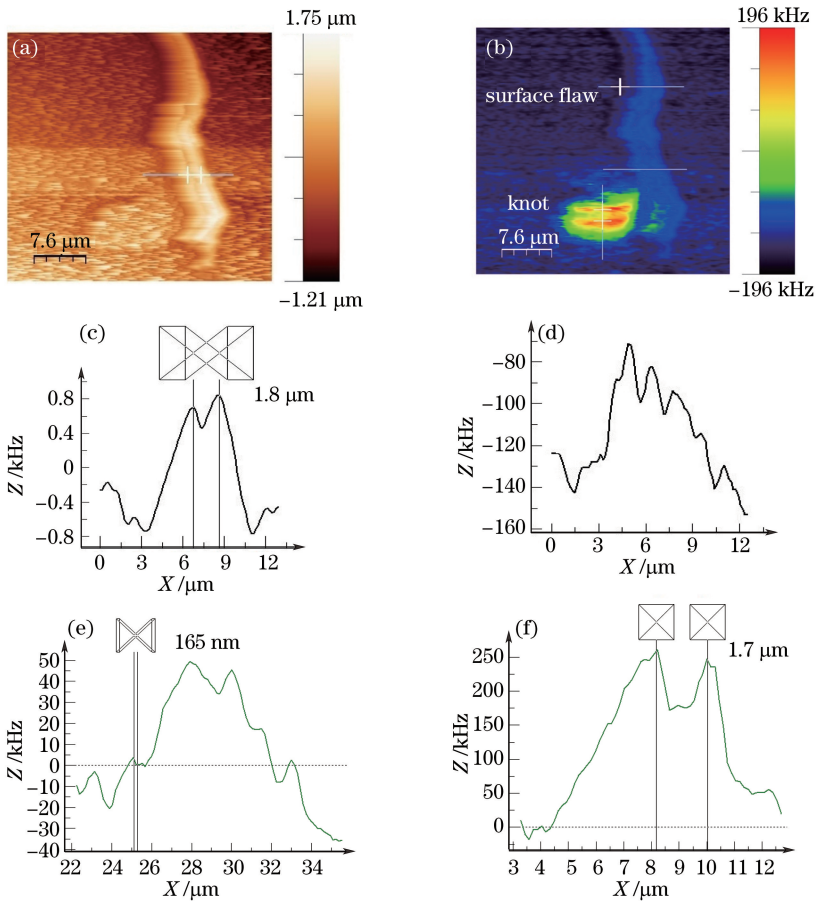 (a)
1.75 μm
7.6 μm
−1.21 μm
(b)
196 kHz
surface flaw
knot
7.6 μm
−196 kHz
(c)
1.8 μm
0.8
0.4
0
−0.4
−0.8
Z/kHz
0 3 6 9 12
X/μm
(d)
−80
−100
−120
−140
−160
Z/kHz
0 3 6 9 12
X/μm
(e)
165 nm
50
40
30
20
10
0
−10
−20
−30
−40
Z/kHz
22 24 26 28 30 32 34
X/μm
(f)
1.7 μm
250
200
150
100
50
0
Z/kHz
3 4 5 6 7 8 9 10 11 12
X/μm